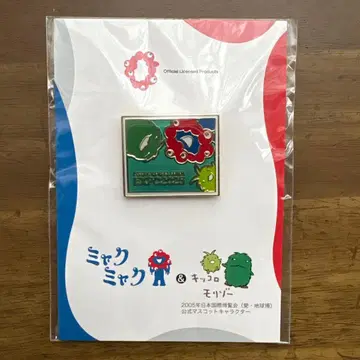 Official Licensed Products
EXPO2025
ミャク
ミャク
&
キッコロ
モリゾー
2005年日本国際博覧会(愛・地球博)
公式マスコットキャラクター